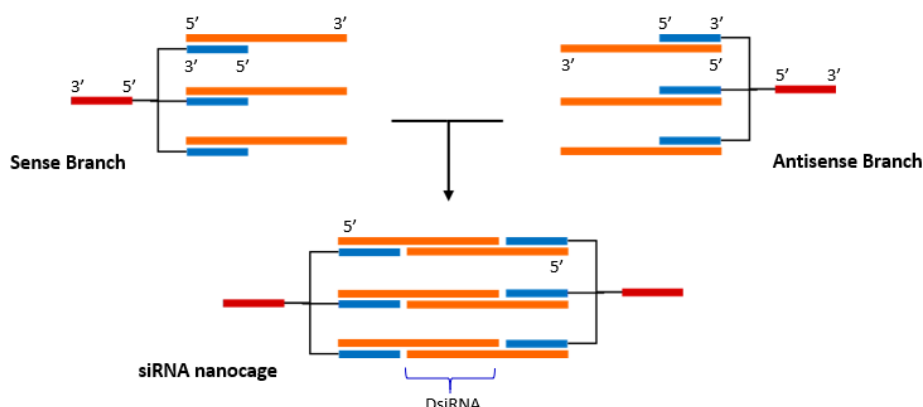 5’ 3’
5’ 3’
3’ 5’
3’ 5’
3’ 5’
5’ 3’
Sense Branch
Antisense Branch
5’
5’
siRNA nanocage
DsiRNA